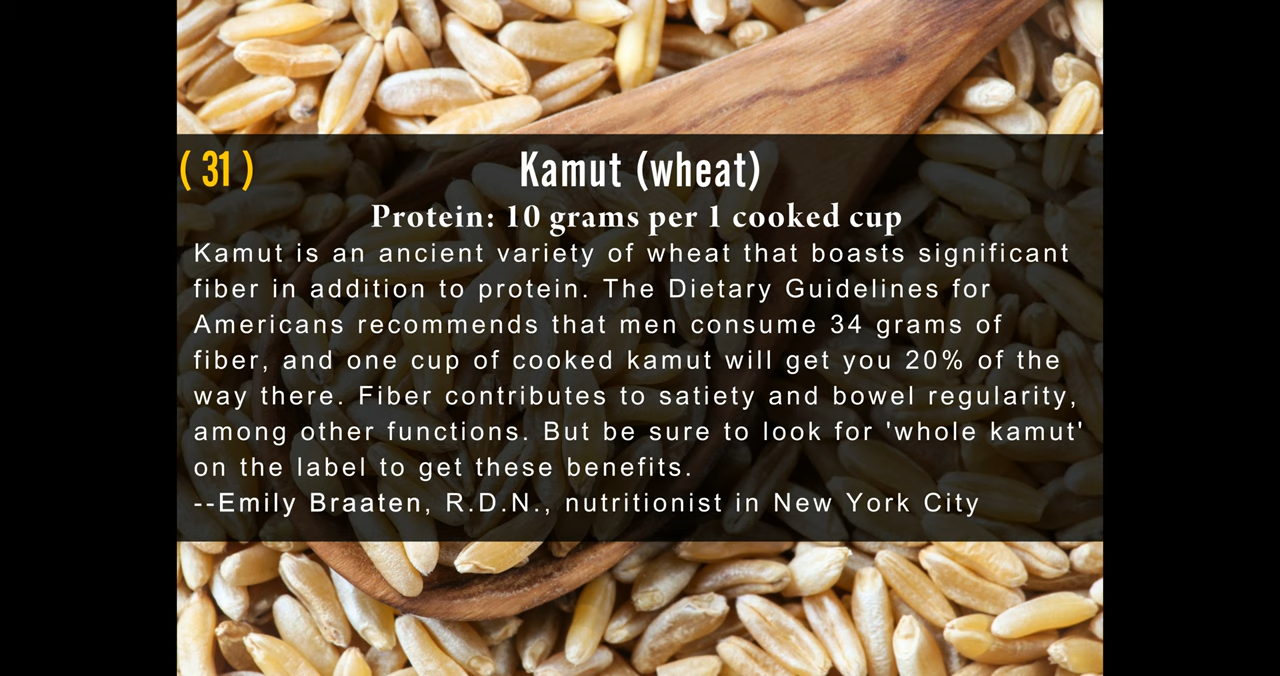 ( 31 )
Kamut (wheat)
Protein: 10 grams per 1 cooked cup
Kamut is an ancient variety of wheat that boasts significant
fiber in addition to protein. The Dietary Guidelines for
Americans recommends that men consume 34 grams of
fiber, and one cup of cooked kamut will get you 20% of the
way there. Fiber contributes to satiety and bowel regularity,
among other functions. But be sure to look for 'whole kamut'
on the label to get these benefits.
--Emily Braaten, R.D.N., nutritionist in New York City